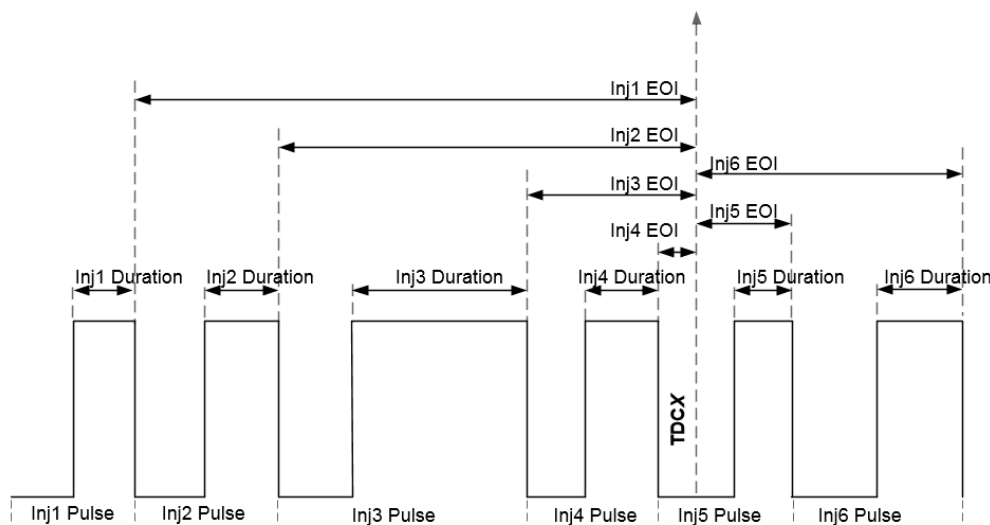 Inj1 EOI
Inj2 EOI
Inj6 EOI
Inj3 EOI
Inj5 EOI
Inj4 EOI
Inj1 Duration
Inj2 Duration
Inj3 Duration
Inj4 Duration
Inj5 Duration
Inj6 Duration
TDCX
Inj1 Pulse
Inj2 Pulse
Inj3 Pulse
Inj4 Pulse
Inj5 Pulse
Inj6 Pulse